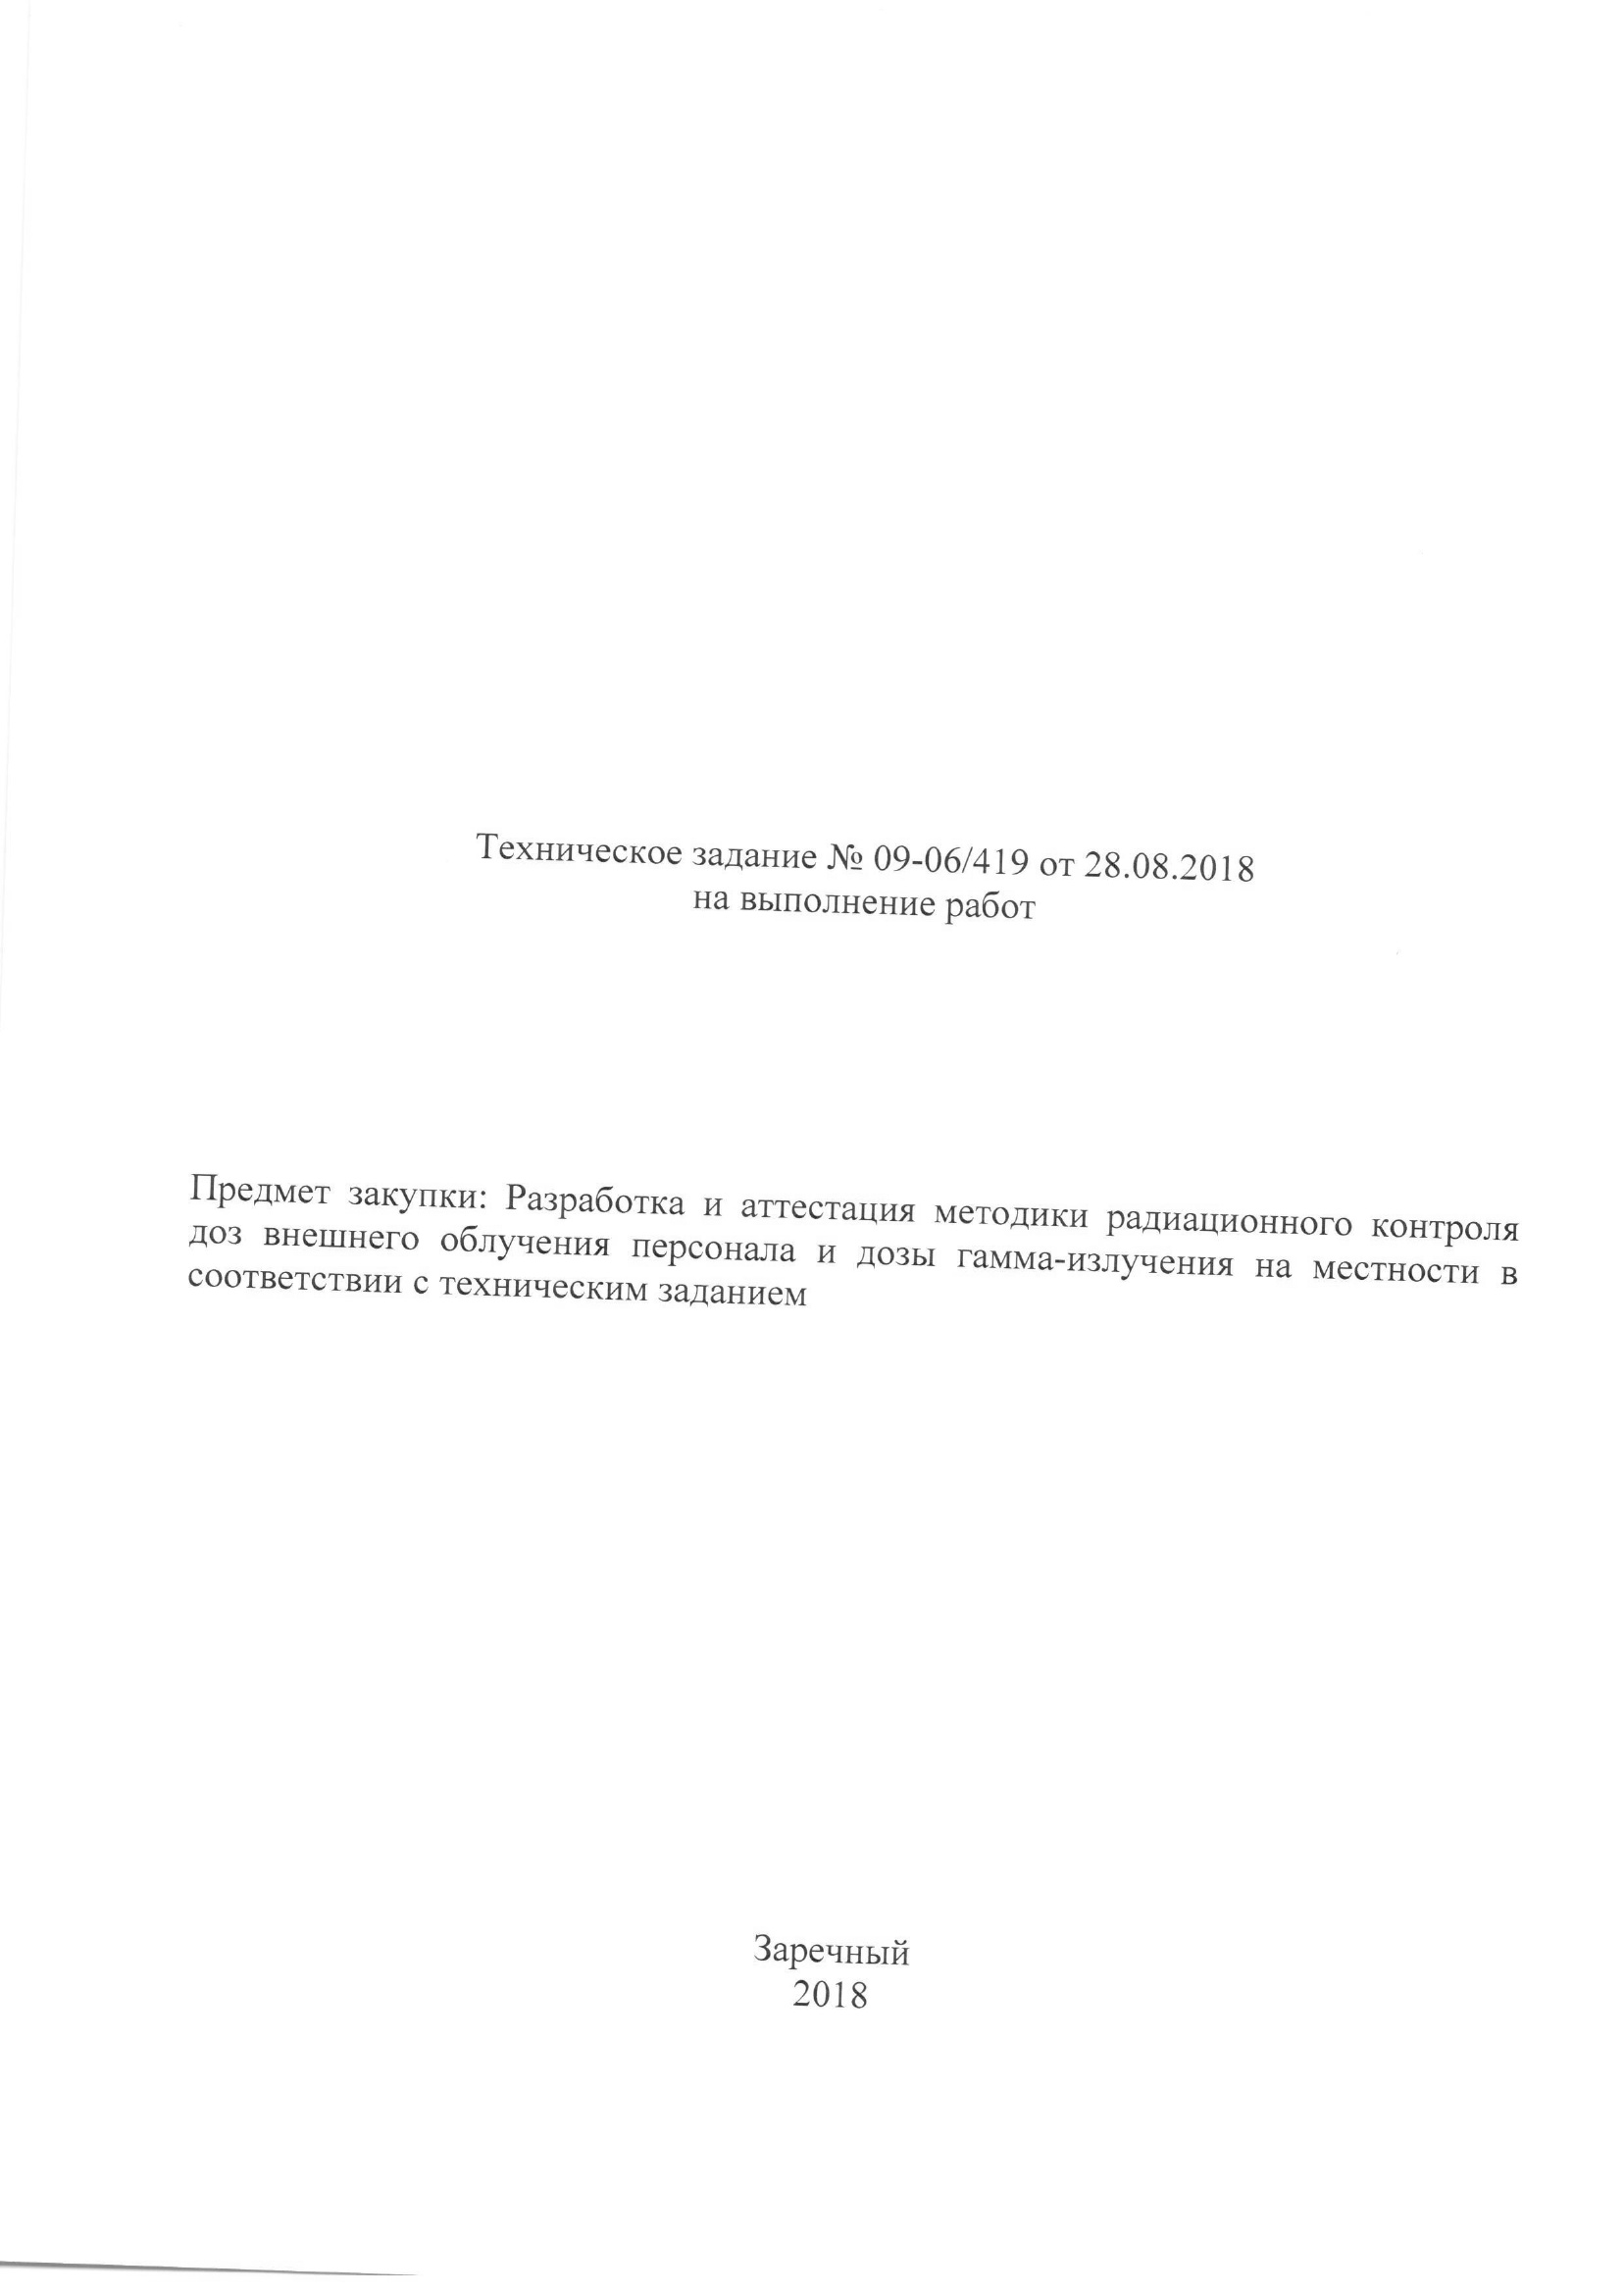 Техническое задание № 09-06/419 от 28.08.2018
на выполнение работ
Предмет закупки: Разработка и аттестация методики радиационного контроля
доз внешнего облучения персонала и дозы гамма-излучения на местности в
соответствии с техническим заданием
Заречный
2018